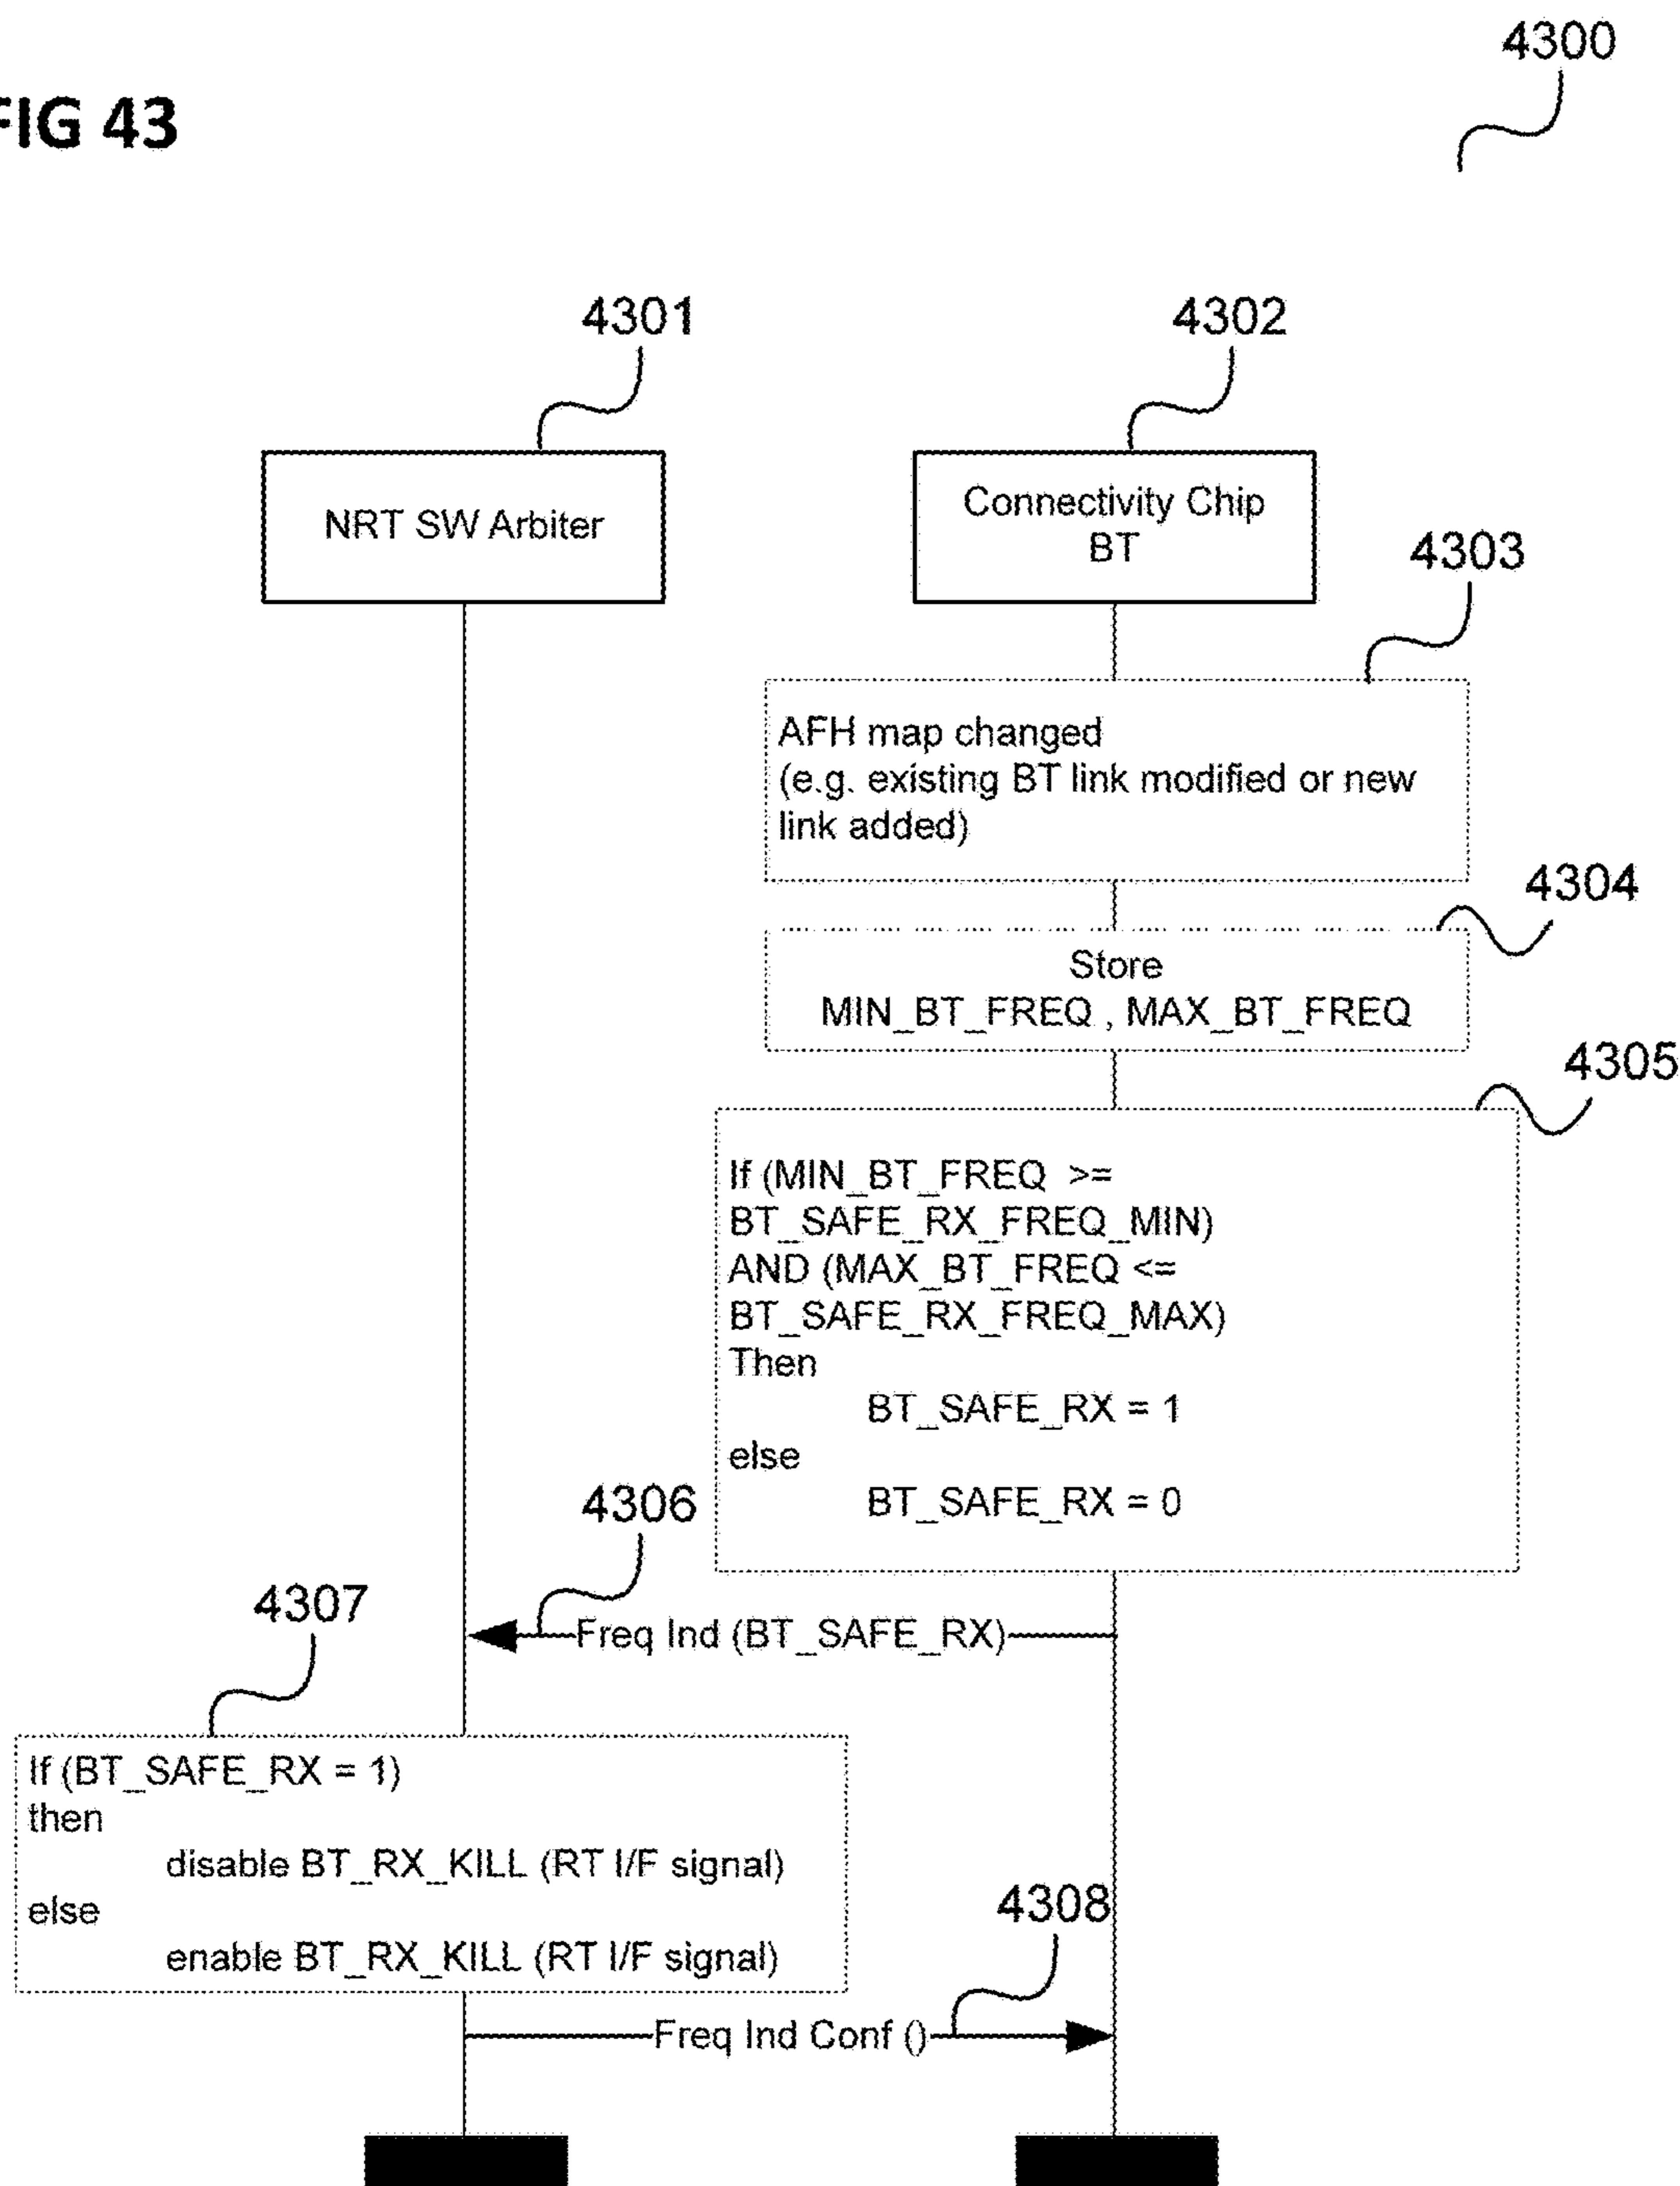 4300
FIG 43
4301
4302
NRT SW Arbiter
Connectivity Chip
BT
4303
AFH map changed
(e.g. existing BT link modified or new
link added)
4304
Store
MIN_BT_FREQ , MAX_BT_FREQ
4305
If (MIN_BT_FREQ >=
BT_SAFE_RX_FREQ_MIN)
AND (MAX_BT_FREQ <=
BT_SAFE_RX_FREQ_MAX)
Then
BT_SAFE_RX = 1
else
BT_SAFE_RX = 0
4306
Freq Ind (BT_SAFE_RX)
4307
If (BT_SAFE_RX = 1)
then
disable BT_RX_KILL (RT I/F signal)
else
enable BT_RX_KILL (RT I/F signal)
4308
Freq Ind Conf ()